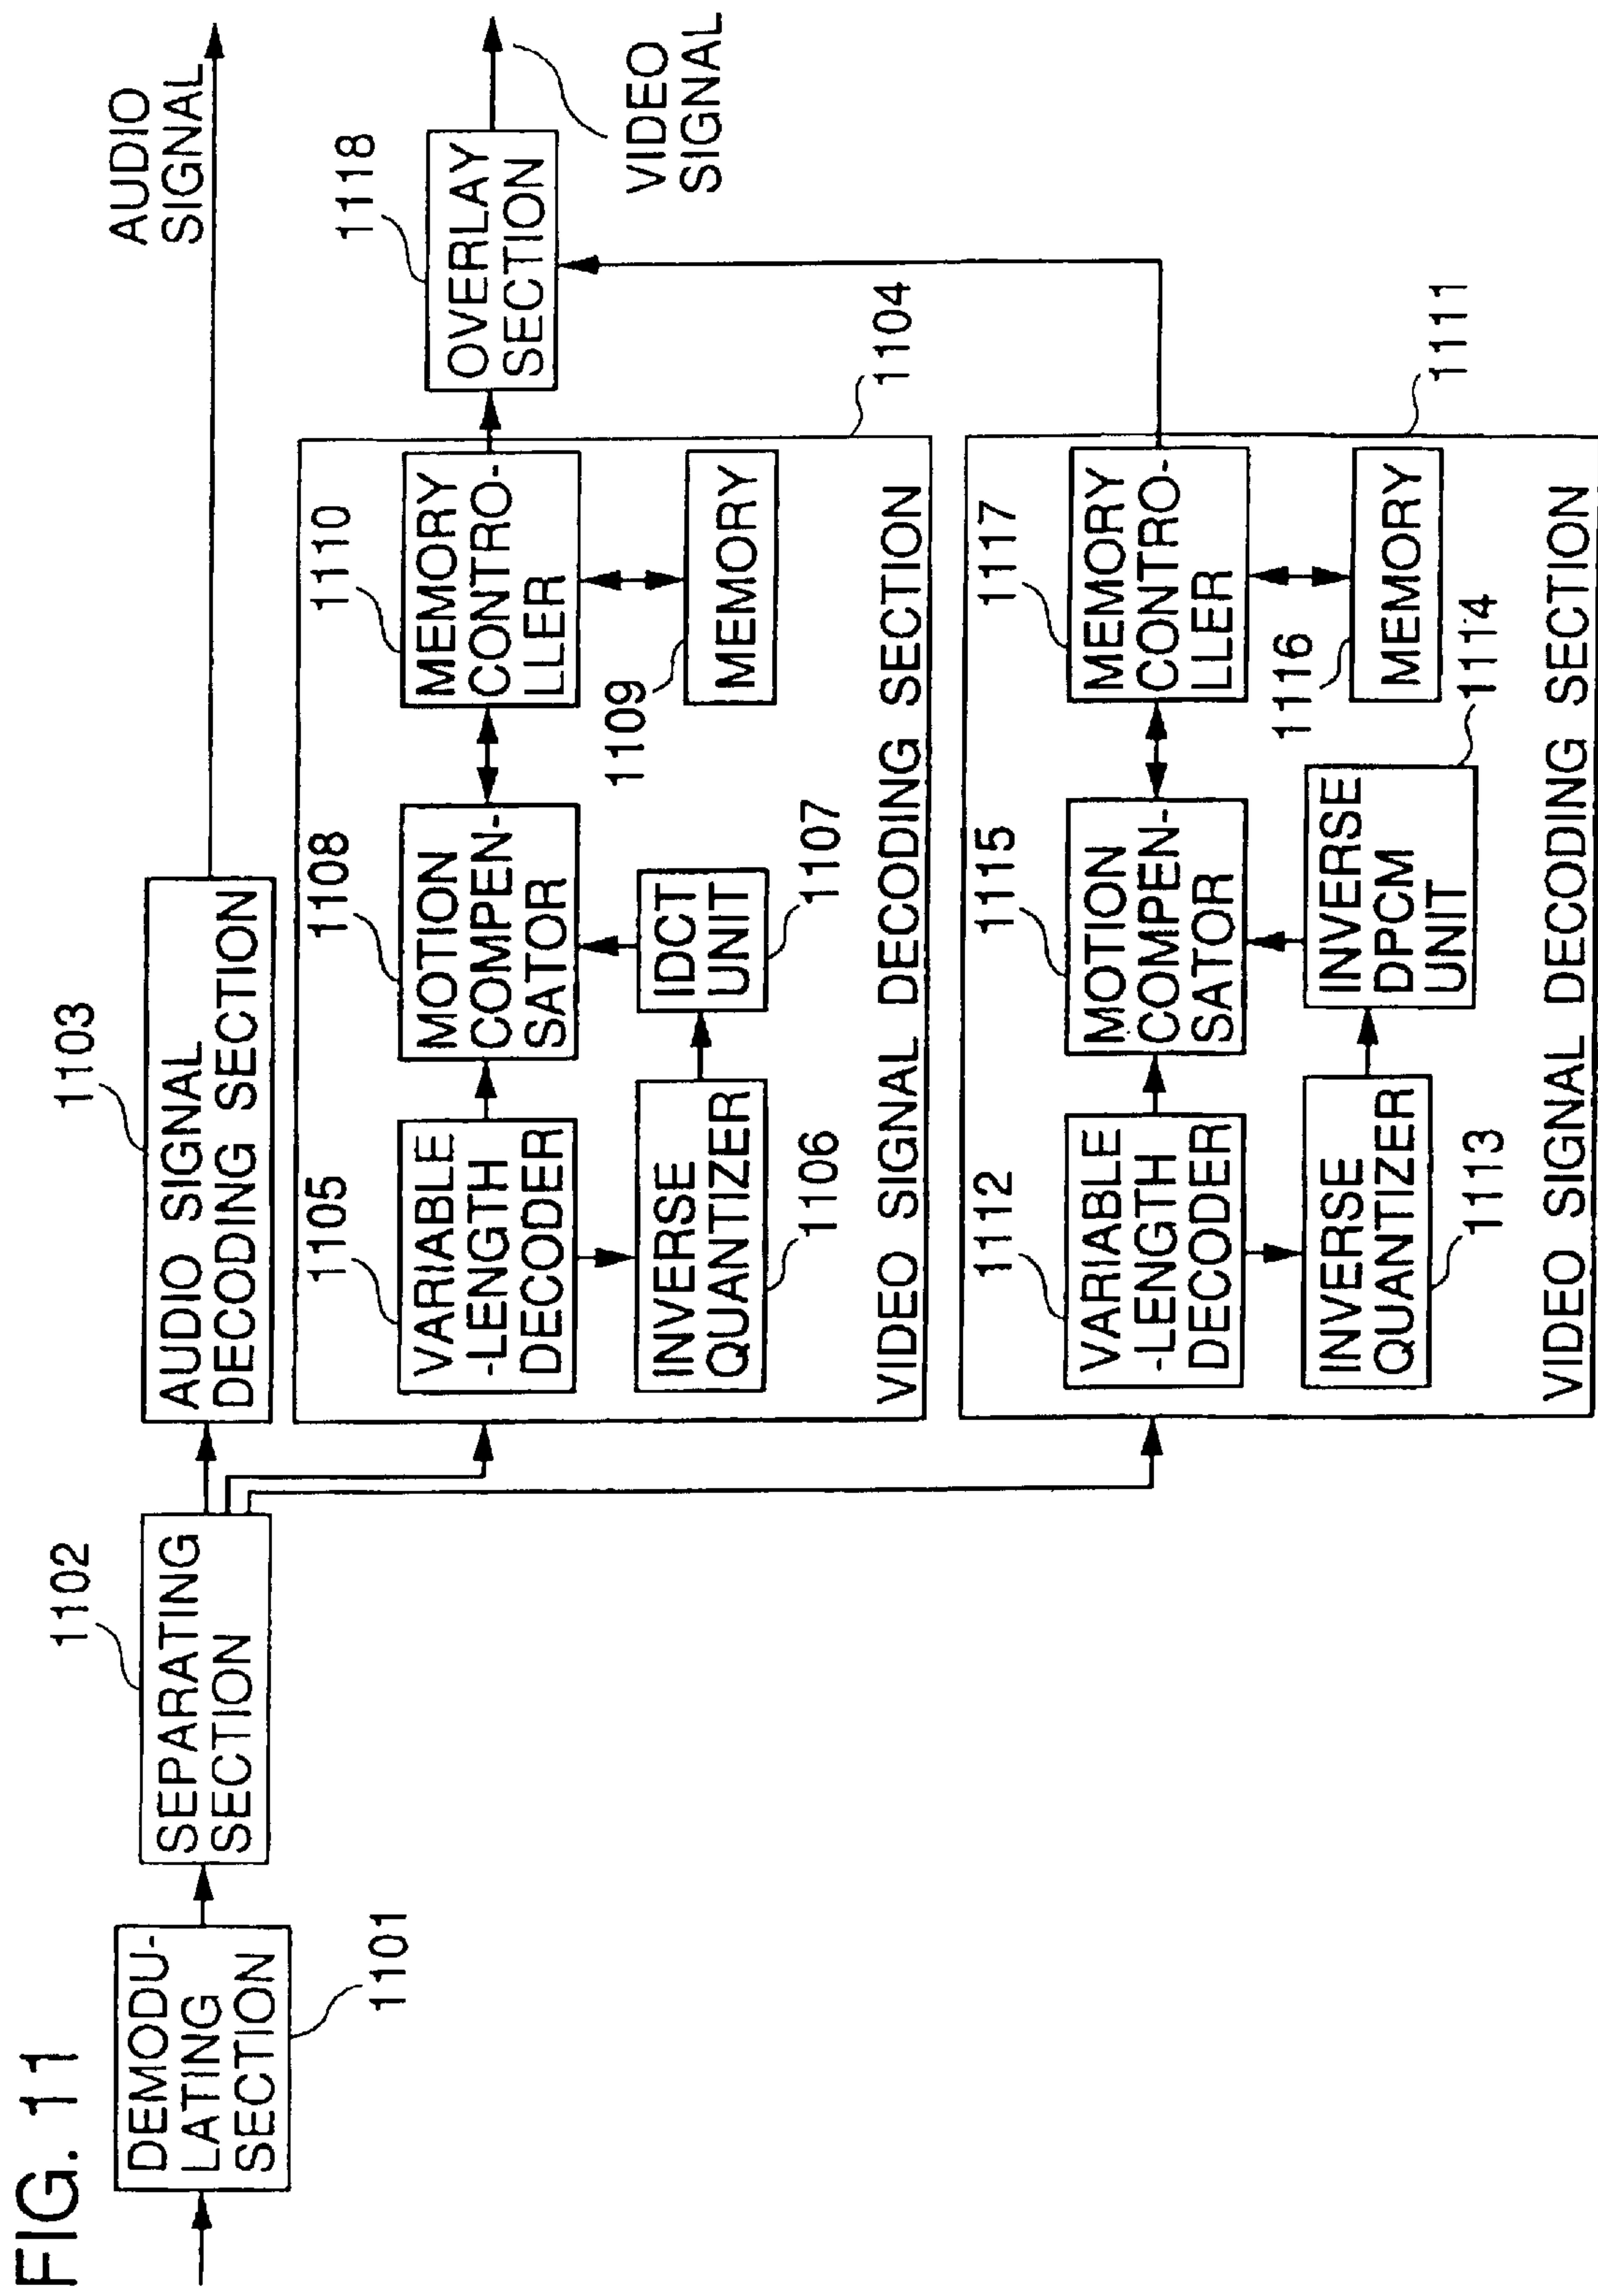 FIG. 11
DEMODU-
LATING
SECTION
1101
SEPARATING
SECTION
1102
AUDIO SIGNAL
DECODING SECTION
1103
AUDIO
SIGNAL
VARIABLE
-LENGTH
DECODER
1105
MOTION
COMPEN-
SATOR
1108
MEMORY
CONTRO-
LLER
1110
OVERLAY
SECTION
1118
VIDEO
SIGNAL
INVERSE
QUANTIZER
1106
IDCT
UNIT
1107
MEMORY
1109
VIDEO SIGNAL DECODING SECTION
1104
VARIABLE
-LENGTH
DECODER
1112
MOTION
COMPEN-
SATOR
1115
MEMORY
CONTRO-
LLER
1117
INVERSE
QUANTIZER
1113
INVERSE
DPCM
UNIT
1114
MEMORY
1116
VIDEO SIGNAL DECODING SECTION
1111